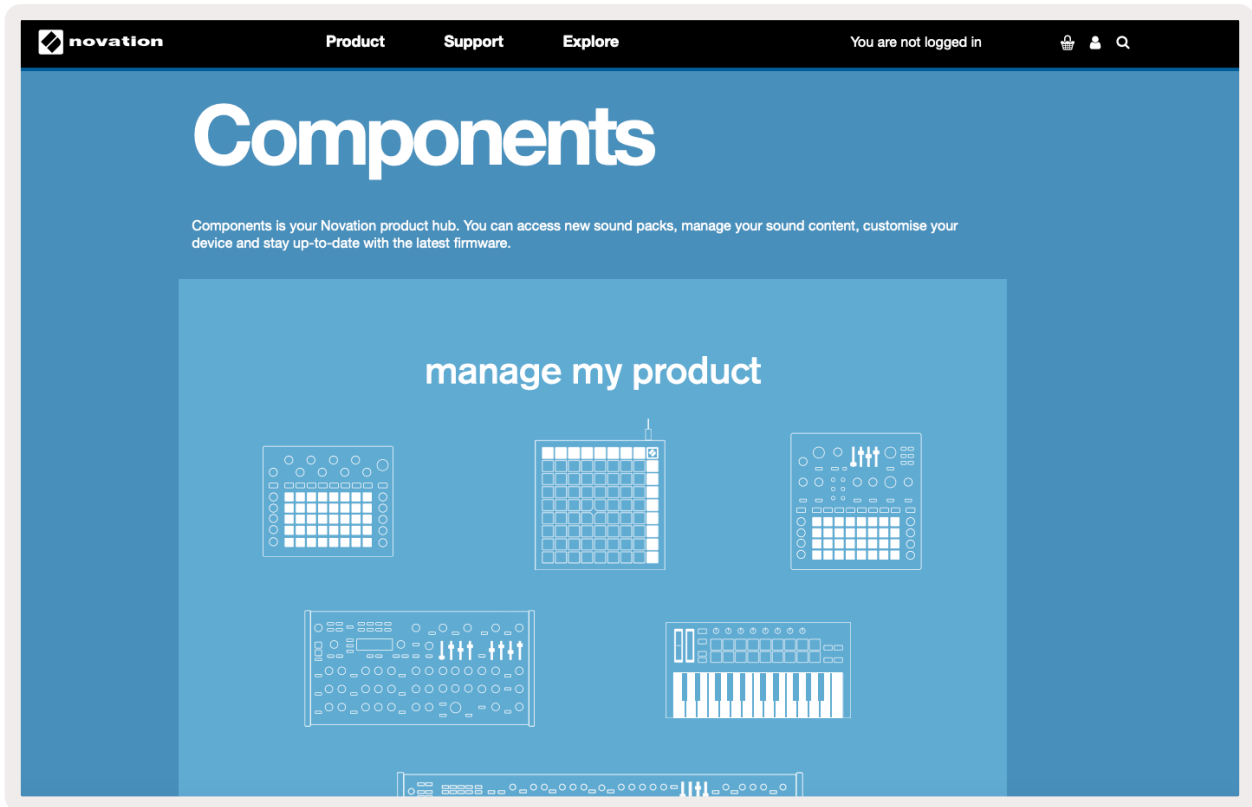 novation
Product
Support
Explore
You are not logged in
Components
Components is your Novation product hub. You can access new sound packs, manage your sound content, customise your
device and stay up-to-date with the latest firmware.
manage my product